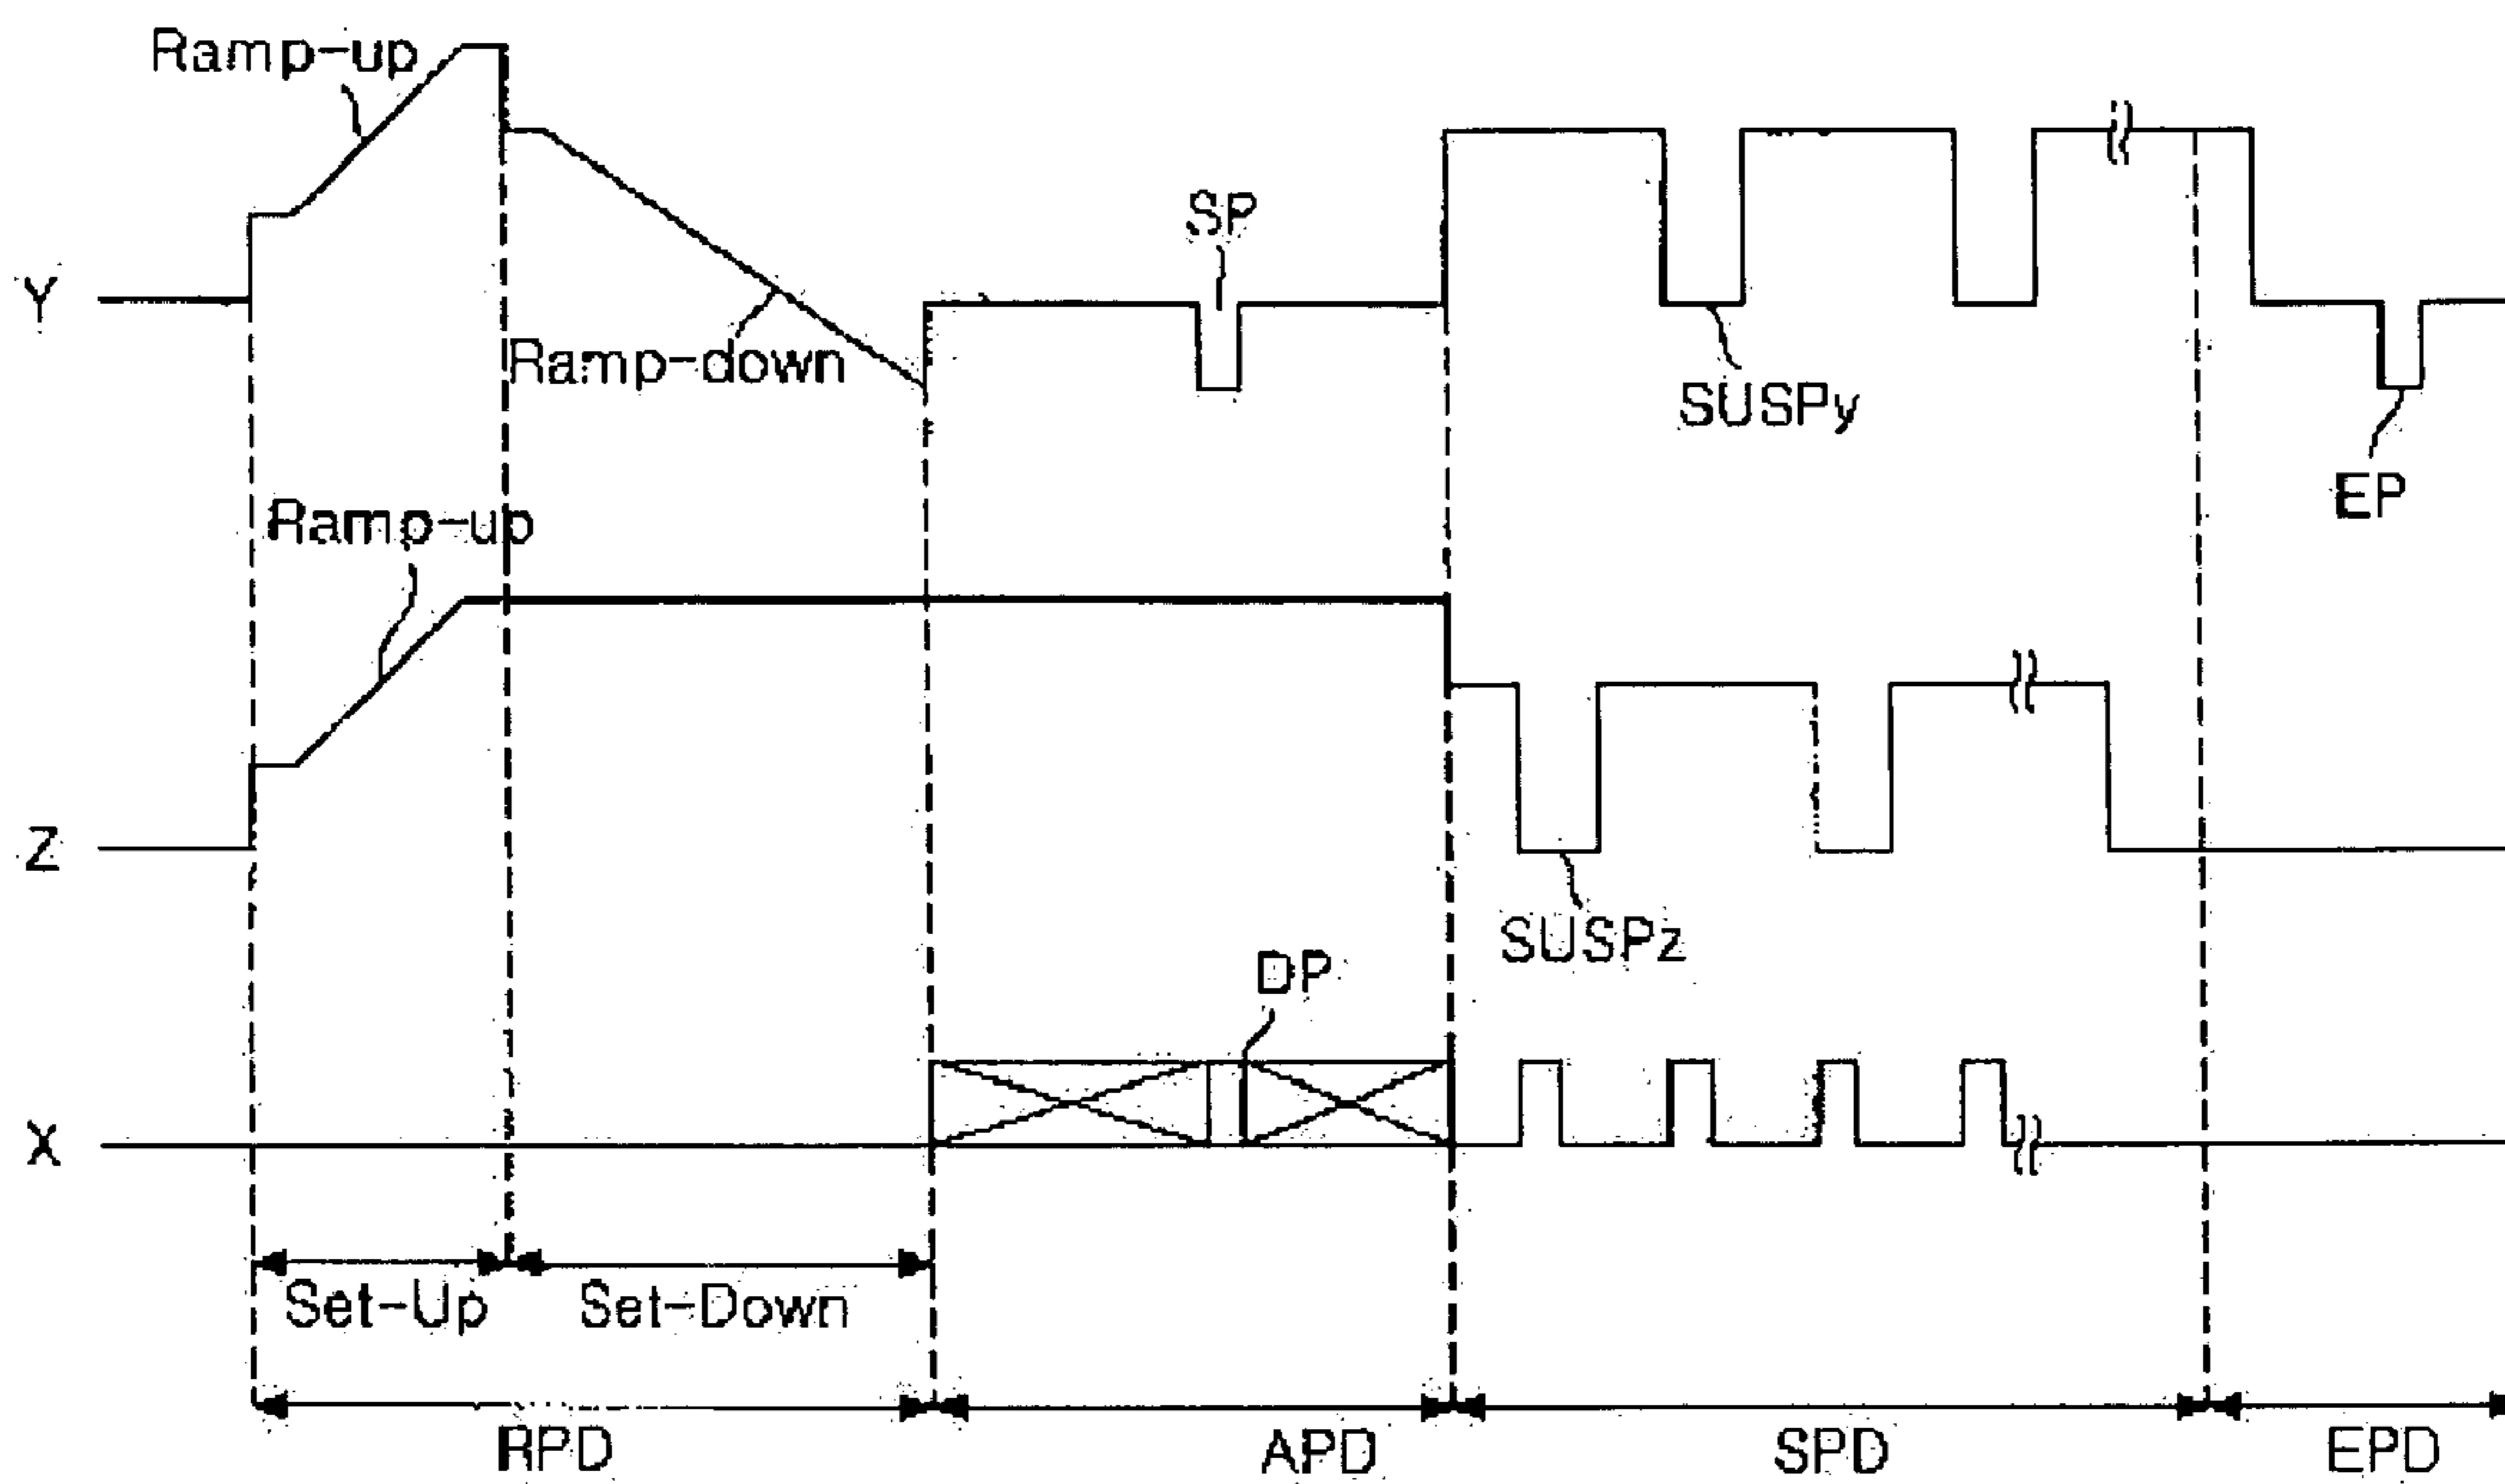 Ramp-up
SP
Y
Ramp-down
SUSPy
EP
Ramp-up
Z
SUSPz
DP
X
Set-Up
Set-Down
RPD
APD
SPD
EPD